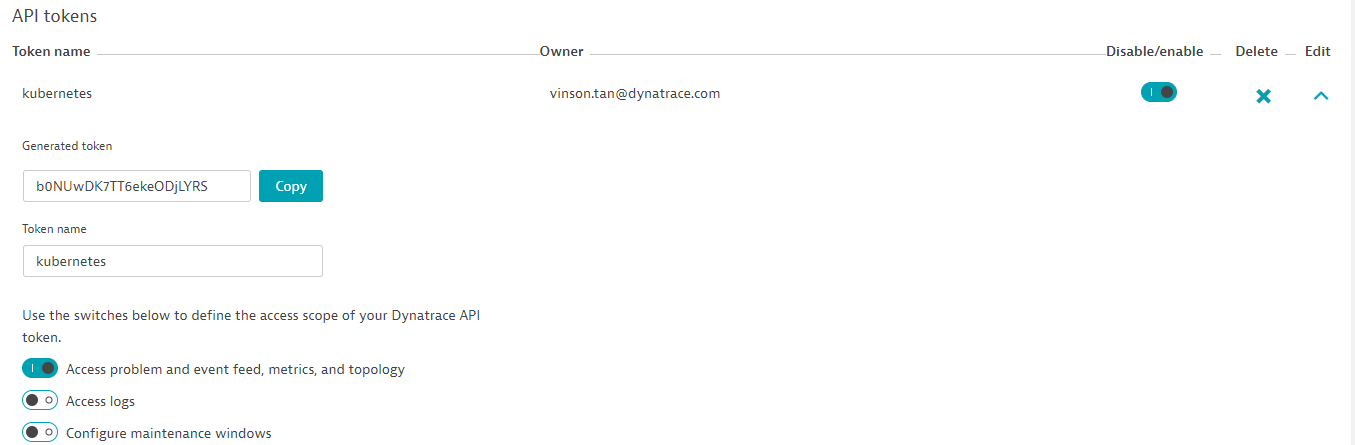 API tokens
Token name Owner Disable/enable Delete Edit
kubernetes vinson.tan@dynatrace.com
Generated token
b0NUwDK7TT6ekeODjLYRS Copy
Token name
kubernetes
Use the switches below to define the access scope of your Dynatrace API
token.
Access problem and event feed, metrics, and topology
Access logs
Configure maintenance windows